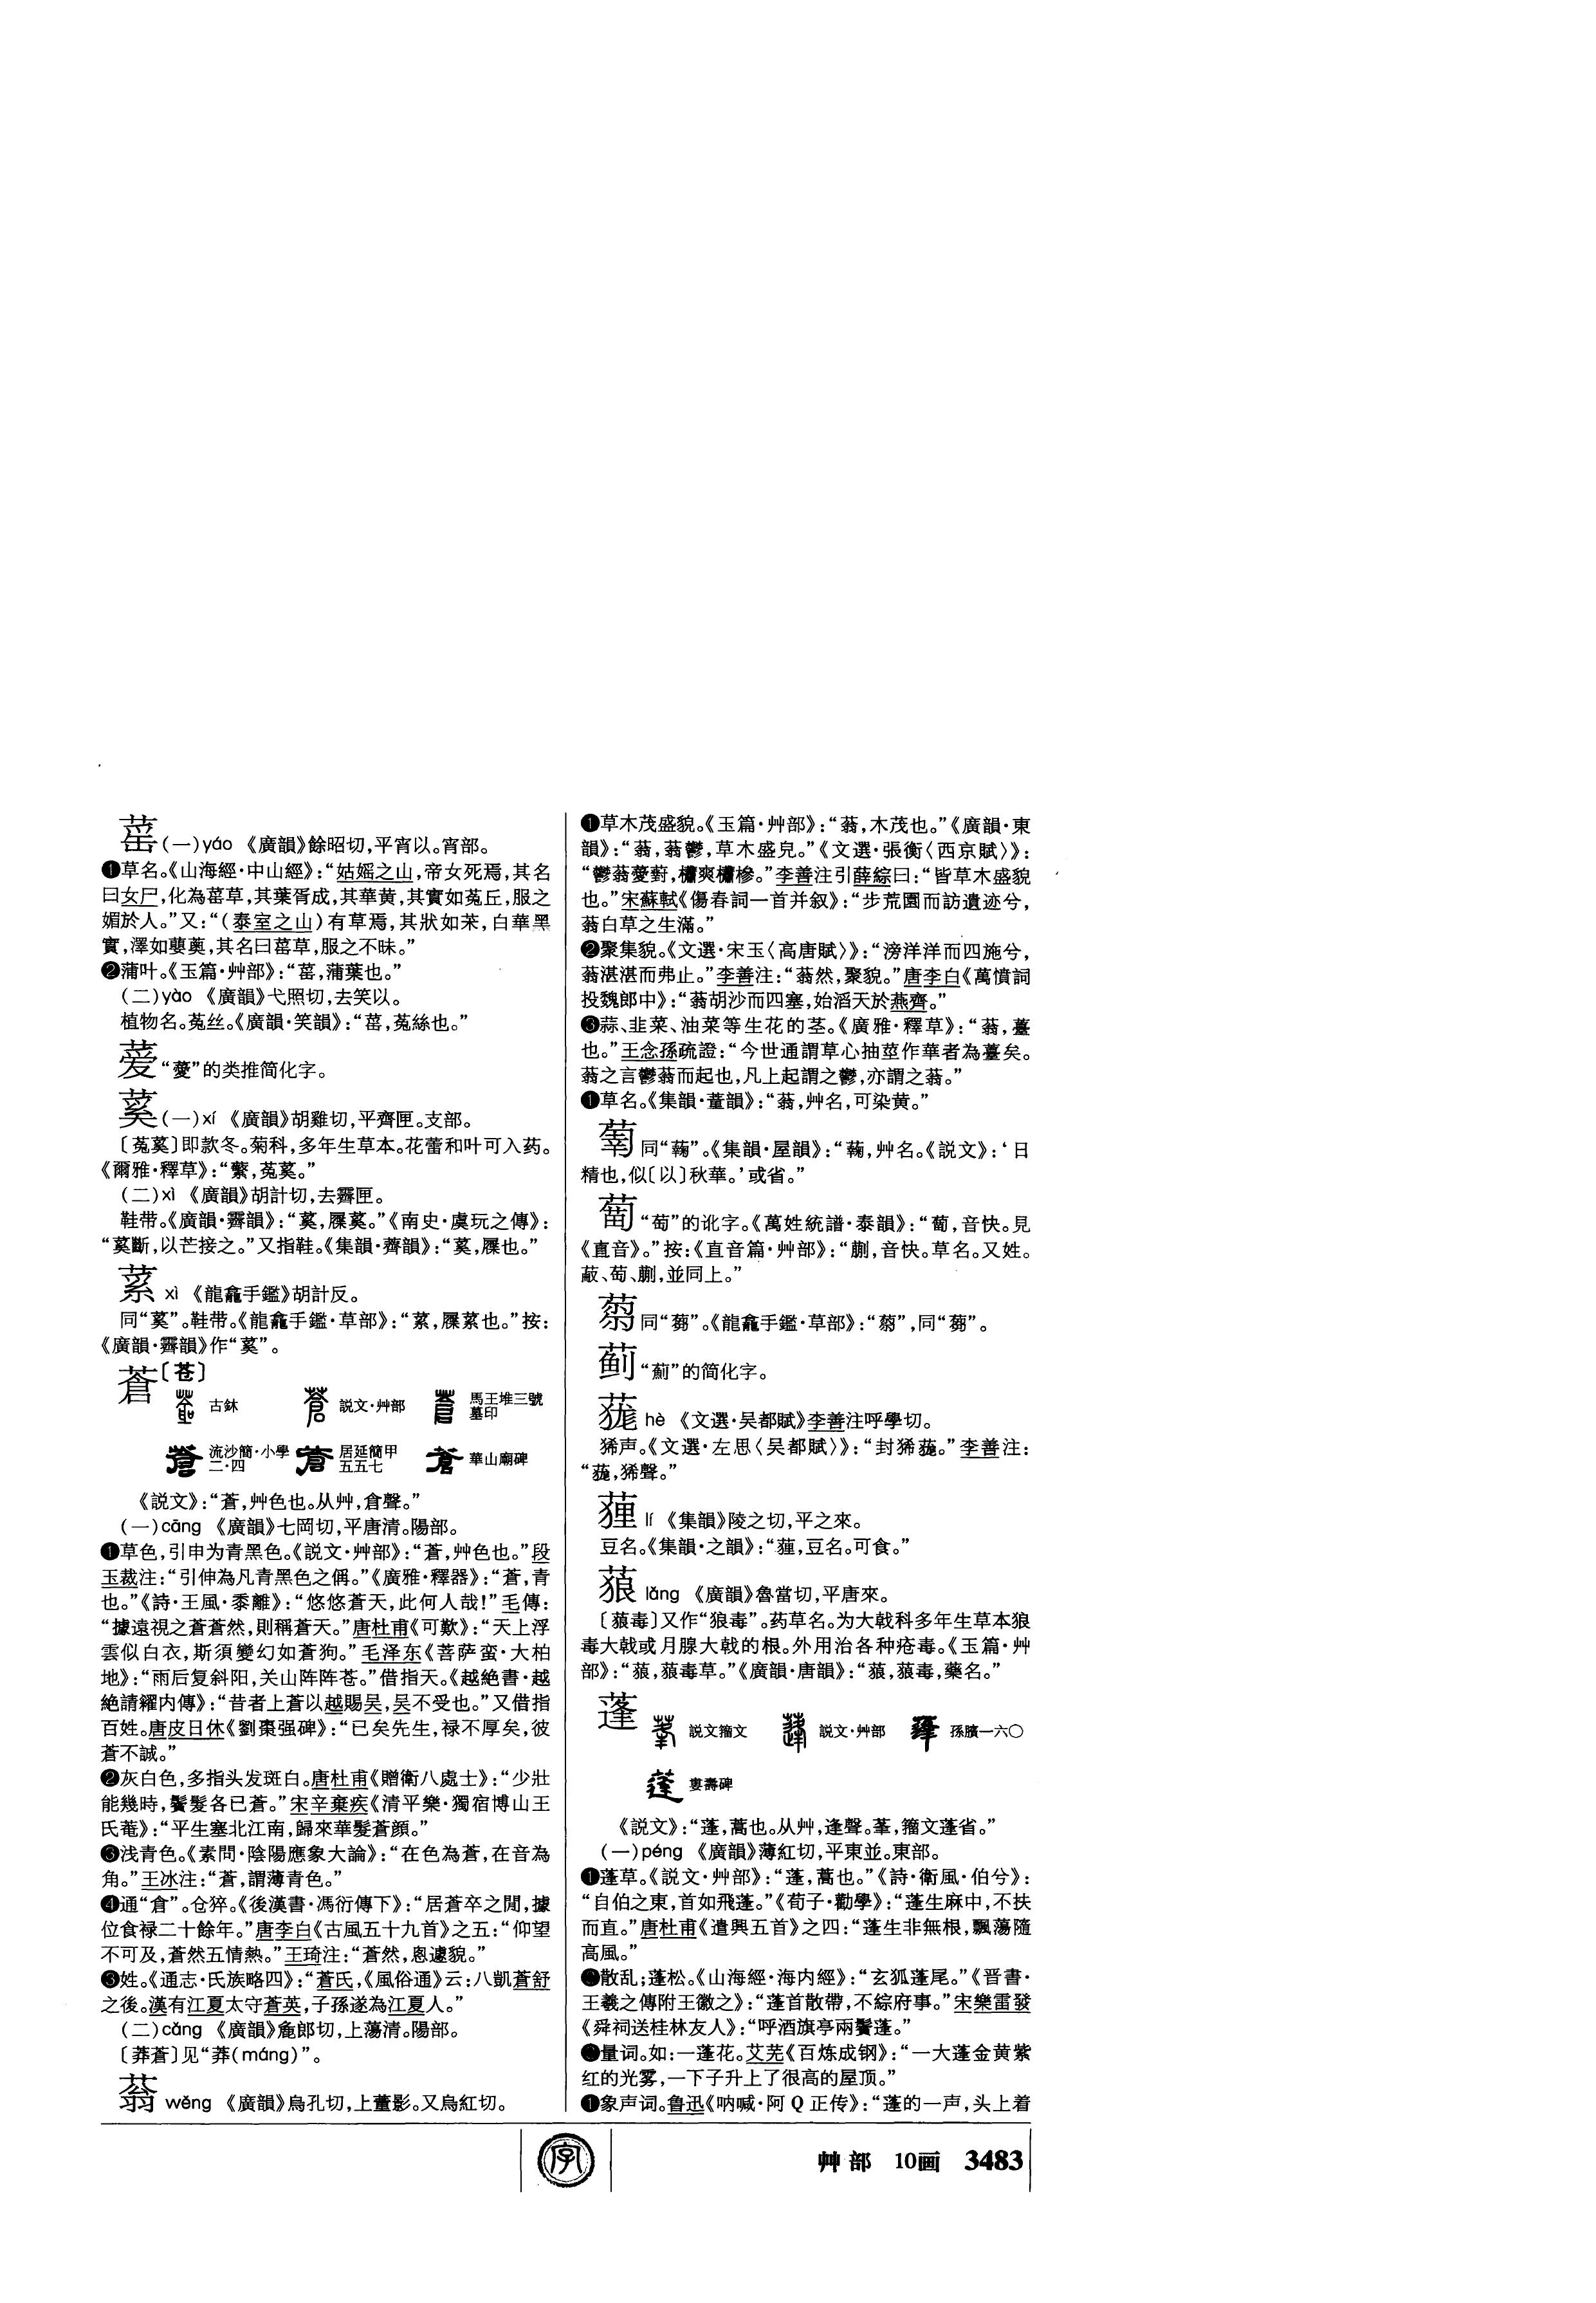 䔄(一)yáo 《廣韻》餘昭切,平宵以。宵部。
❶草名。《山海經·中山經》:“姑媱之山,帝女死焉,其名
曰女尸,化為䔄草,其葉胥成,其華黄,其實如菟丘,服之
媚於人。”又:“(泰室之山)有草焉,其狀如茉,白華黑
實,澤如蘡薁,其名曰䔄草,服之不昧。”
❷蒲叶。《玉篇·艸部》:“䔄,蒲葉也。”
(二)yào 《廣韻》弋照切,去笑以。
植物名。菟丝。《廣韻·笑韻》:“䔄,菟絲也。”
“薆”的类推简化字。
蒵(一)xí 《廣韻》胡雞切,平齊匣。支部。
〔菟蒵〕即款冬。菊科,多年生草本。花蕾和叶可入药。
《爾雅·釋草》:“蘩,菟蒵。”
(二)xì 《廣韻》胡計切,去霽匣。
鞋带。《廣韻·霽韻》:“蒵,屧蒵。”《南史·虞玩之傳》:
“蒵斷,以芒接之。”又指鞋。《集韻·薺韻》:“蒵,屧也。”
xì 《龍龕手鑑》胡計反。
同“蒵”。鞋带。《龍龕手鑑·草部》:“
《廣韻·霽韻》作“蒵”。
蒼〔苍〕
古鉨 説文·艸部 馬王堆三號墓印
流沙簡·小學二·四 居延簡甲五五七 華山廟碑
《説文》:“蒼,艸色也。从艸,倉聲。”
(一)cāng 《廣韻》七岡切,平唐清。陽部。
❶草色,引申为青黑色。《説文·艸部》:“蒼,艸色也。”段
玉裁注:“引伸為凡青黑色之偁。”《廣雅·釋器》:“蒼,青
也。”《詩·王風·黍離》:“悠悠蒼天,此何人哉!”毛傳:
“據遠視之蒼蒼然,則稱蒼天。”唐杜甫《可歎》:“天上浮
雲似白衣,斯須變幻如蒼狗。”毛泽东《菩萨蛮·大柏
地》:“雨后复斜阳,关山阵阵苍。”借指天。《越絶書·越
絶請糴内傳》:“昔者上蒼以越賜吴,吴不受也。”又借指
百姓。唐皮日休《劉棗强碑》:“已矣先生,禄不厚矣,彼
蒼不誠。”
❷灰白色,多指头发斑白。唐杜甫《贈衛八處士》:“少壯
能幾時,鬢髮各已蒼。”宋辛棄疾《清平樂·獨宿博山王
氏菴》:“平生塞北江南,歸來華髮蒼顔。”
❸浅青色。《素問·陰陽應象大論》:“在色為蒼,在音為
角。”王冰注:“蒼,謂薄青色。”
❹通“倉”。仓猝。《後漢書·馮衍傳下》:“居蒼卒之閒,據
位食禄二十餘年。”唐李白《古風五十九首》之五:“仰望
不可及,蒼然五情熱。”王琦注:“蒼然,悤遽貌。”
❸姓。《通志·氏族略四》:“蒼氏,《風俗通》云:八凱蒼舒
之後。漢有江夏太守蒼英,子孫遂為江夏人。”
(二)cǎng 《廣韻》麁郎切,上蕩清。陽部。
〔莽蒼〕见“莽(máng)”。
蓊 wěng 《廣韻》烏孔切,上董影。又烏紅切。
❶草木茂盛貌。《玉篇·艸部》:“蓊,木茂也。”《廣韻·東
韻》:“蓊,蓊鬱,草木盛皃。”《文選·張衡〈西京賦〉》:
“鬱蓊薆薱,橚爽櫹槮。”李善注引薛綜曰:“皆草木盛貌
也。”宋蘇軾《傷春詞一首并叙》:“步荒園而訪遺迹兮,
蓊白草之生滿。”
❷聚集貌。《文選·宋玉〈高唐賦〉》:“滂洋洋而四施兮,
蓊湛湛而弗止。”李善注:“蓊然,聚貌。”唐李白《萬憤詞
投魏郎中》:“蓊胡沙而四塞,始滔天於燕齊。”
❸蒜、韭菜、油菜等生花的茎。《廣雅·釋草》:“蓊,薹
也。”王念孫疏證:“今世通謂草心抽莖作華者為薹矣。
蓊之言鬱蓊而起也,凡上起謂之鬱,亦謂之蓊。”
❶草名。《集韻·董韻》:“蓊,艸名,可染黄。”
同“蘜”。《集韻·屋韻》:“蘜,艸名。《説文》:‘日
精也,似〔以〕秋華。’或省。”
蔔 “萄”的讹字。《萬姓統譜·泰韻》:“蔔,音快。見
《直音》。”按:《直音篇·艸部》:“蒯,音快。草名。又姓。
蔽、萄、蒯,並同上。”
同“蒭”。《龍龕手鑑·草部》:“ ”,同“蒭”。
蓟 “薊”的简化字。
hè 《文選·吴都賦》李善注呼學切。
狶声。《文選·左思〈吴都賦〉》:“封狶 。”李善注:
“ ,狶聲。”
lí 《集韻》陵之切,平之來。
豆名。《集韻·之韻》:“ ,豆名。可食。”
蒗 lǎng 《廣韻》魯當切,平唐來。
〔蒗毒〕又作“狼毒”。药草名。为大戟科多年生草本狼
毒大戟或月腺大戟的根。外用治各种疮毒。《玉篇·艸
部》:“蒗,蒗毒草。”《廣韻·唐韻》:“蒗,蒗毒,藥名。”
蓬
説文籀文 説文·艸部 孫臏一六〇
婁壽碑
《説文》:“蓬,蒿也。从艸,逢聲。莑,籀文蓬省。”
(一)péng 《廣韻》薄紅切,平東並。東部。
❶蓬草。《説文·艸部》:“蓬,蒿也。”《詩·衛風·伯兮》:
“自伯之東,首如飛蓬。”《荀子·勸學》:“蓬生麻中,不扶
而直。”唐杜甫《遣興五首》之四:“蓬生非無根,飄蕩隨
高風。”
散乱;蓬松。《山海經·海内經》:“玄狐蓬尾。”《晋書·
王羲之傳附王徽之》:“蓬首散帶,不綜府事。”宋樂雷發
《舜祠送桂林友人》:“呼酒旗亭兩鬢蓬。”
量词。如:一蓬花。艾芜《百炼成钢》:“一大蓬金黄紫
红的光雾,一下子升上了很高的屋顶。”
❶象声词。鲁迅《呐喊·阿Q正传》:“蓬的一声,头上着
字
艸部 10画 3483